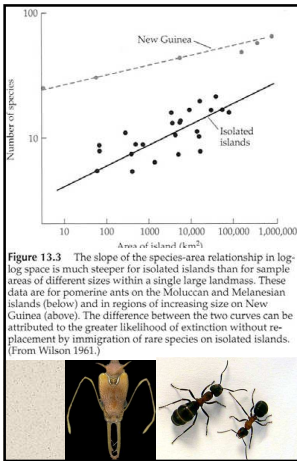 100
New Guinea
Number of species
10
Isolated
islands
10 100 1000 10,000 100,000 1,000,000
Area of island (km²)
Figure 13.3 The slope of the species-area relationship in log-
log space is much steeper for isolated islands than for sample
areas of different sizes within a single large landmass. These
data are for pomerine ants on the Moluccan and Melanesian
islands (below) and in regions of increasing size on New
Guinea (above). The difference between the two curves can be
attributed to the greater likelihood of extinction without re-
placement by immigration of rare species on isolated islands.
(From Wilson 1961.)